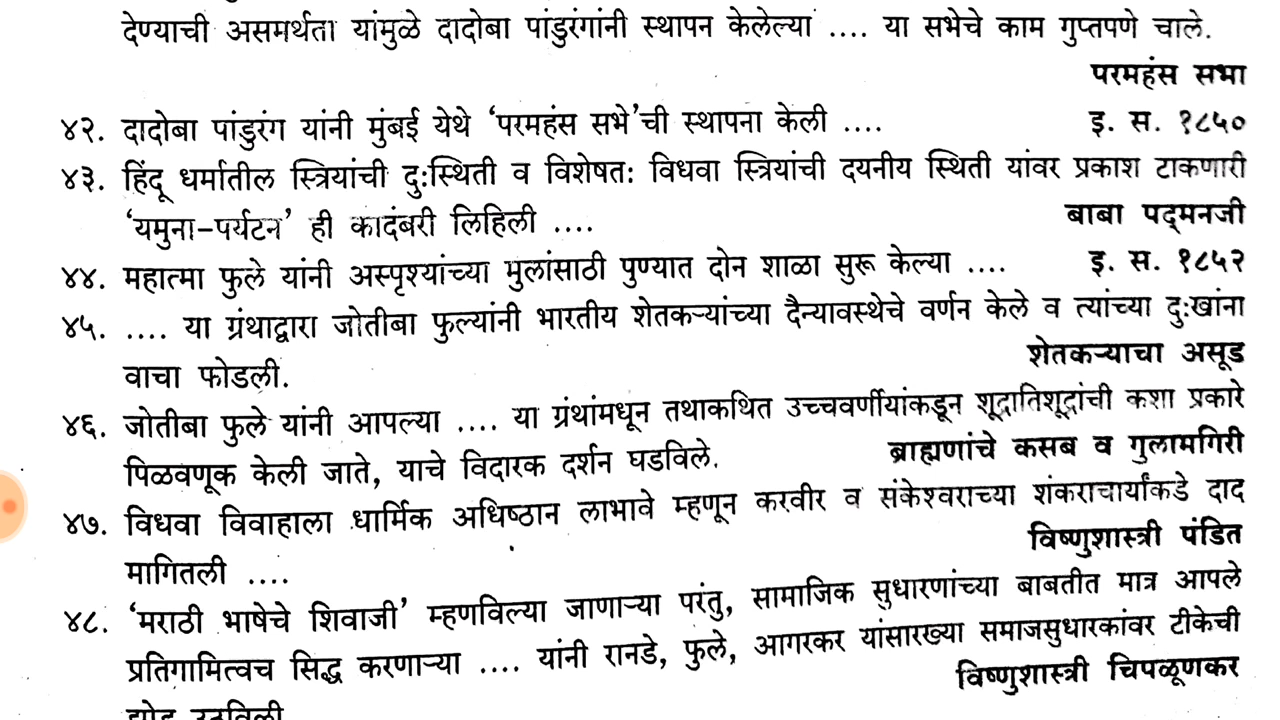 देण्याची असमर्थता यांमुळे दादोबा पांडुरंगांनी स्थापन केलेल्या .... या सभेचे काम गुप्तपणे चाले.
परमहंस सभा
४२. दादोबा पांडुरंग यांनी मुंबई येथे ‘परमहंस सभे’ची स्थापना केली .... इ. स. १८५०
४३. हिंदू धर्मातील स्त्रियांची दुःस्थिती व विशेषतः विधवा स्त्रियांची दयनीय स्थिती यांवर प्रकाश टाकणारी
‘यमुना-पर्यटन’ ही कादंबरी लिहिली .... बाबा पद्मनजी
४४. महात्मा फुले यांनी अस्पृश्यांच्या मुलांसाठी पुण्यात दोन शाळा सुरू केल्या .... इ. स. १८५२
४५. .... या ग्रंथाद्वारा जोतीबा फुल्यांनी भारतीय शेतकऱ्यांच्या दैन्यावस्थेचे वर्णन केले व त्यांच्या दुःखांना
वाचा फोडली. शेतकऱ्याचा असूड
४६. जोतीबा फुले यांनी आपल्या .... या ग्रंथांमधून तथाकथित उच्चवर्णीयांकडून शूद्रातिशूद्रांची कशा प्रकारे
पिळवणूक केली जाते, याचे विदारक दर्शन घडविले. ब्राह्मणांचे कसब व गुलामगिरी
४७. विधवा विवाहाला धार्मिक अधिष्ठान लाभावे म्हणून करवीर व संकेश्वराच्या शंकराचार्यांकडे दाद
मागितली .... विष्णुशास्त्री पंडित
४८. ‘मराठी भाषेचे शिवाजी’ म्हणविल्या जाणाऱ्या परंतु, सामाजिक सुधारणांच्या बाबतीत मात्र आपले
प्रतिगामित्वच सिद्ध करणाऱ्या .... यांनी रानडे, फुले, आगरकर यांसारख्या समाजसुधारकांवर टीकेची
विष्णुशास्त्री चिपळूणकर